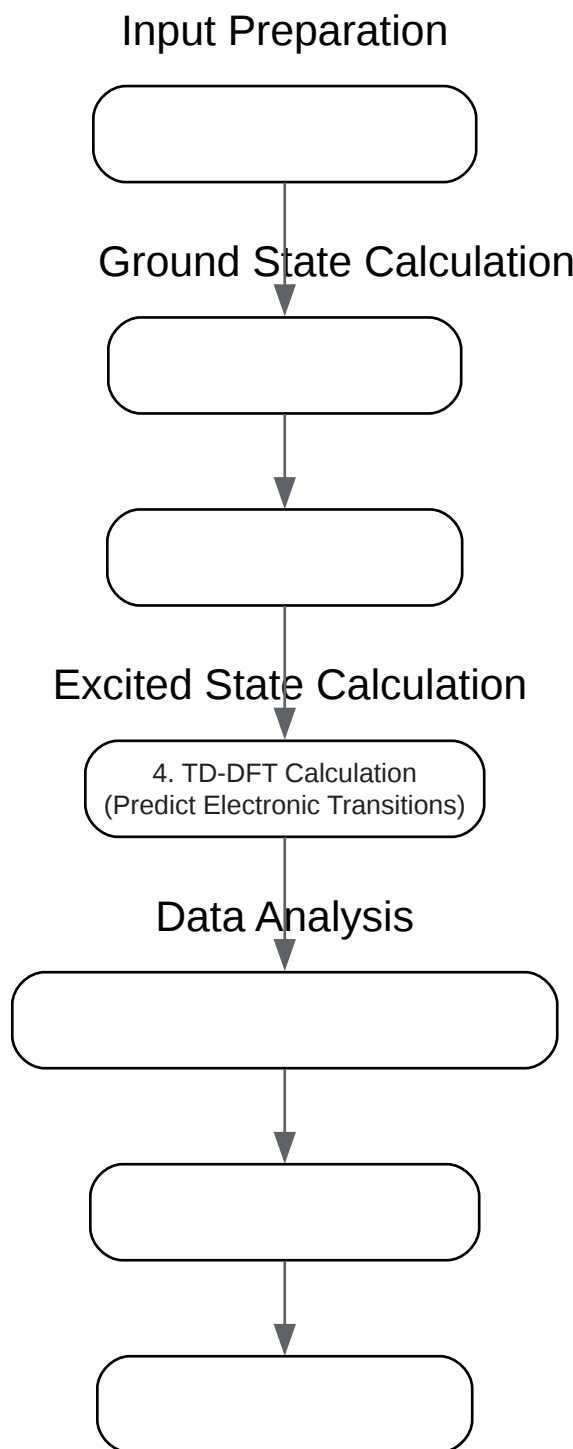 Input Preparation
Ground State Calculation
Excited State Calculation
4. TD-DFT Calculation
(Predict Electronic Transitions)
Data Analysis